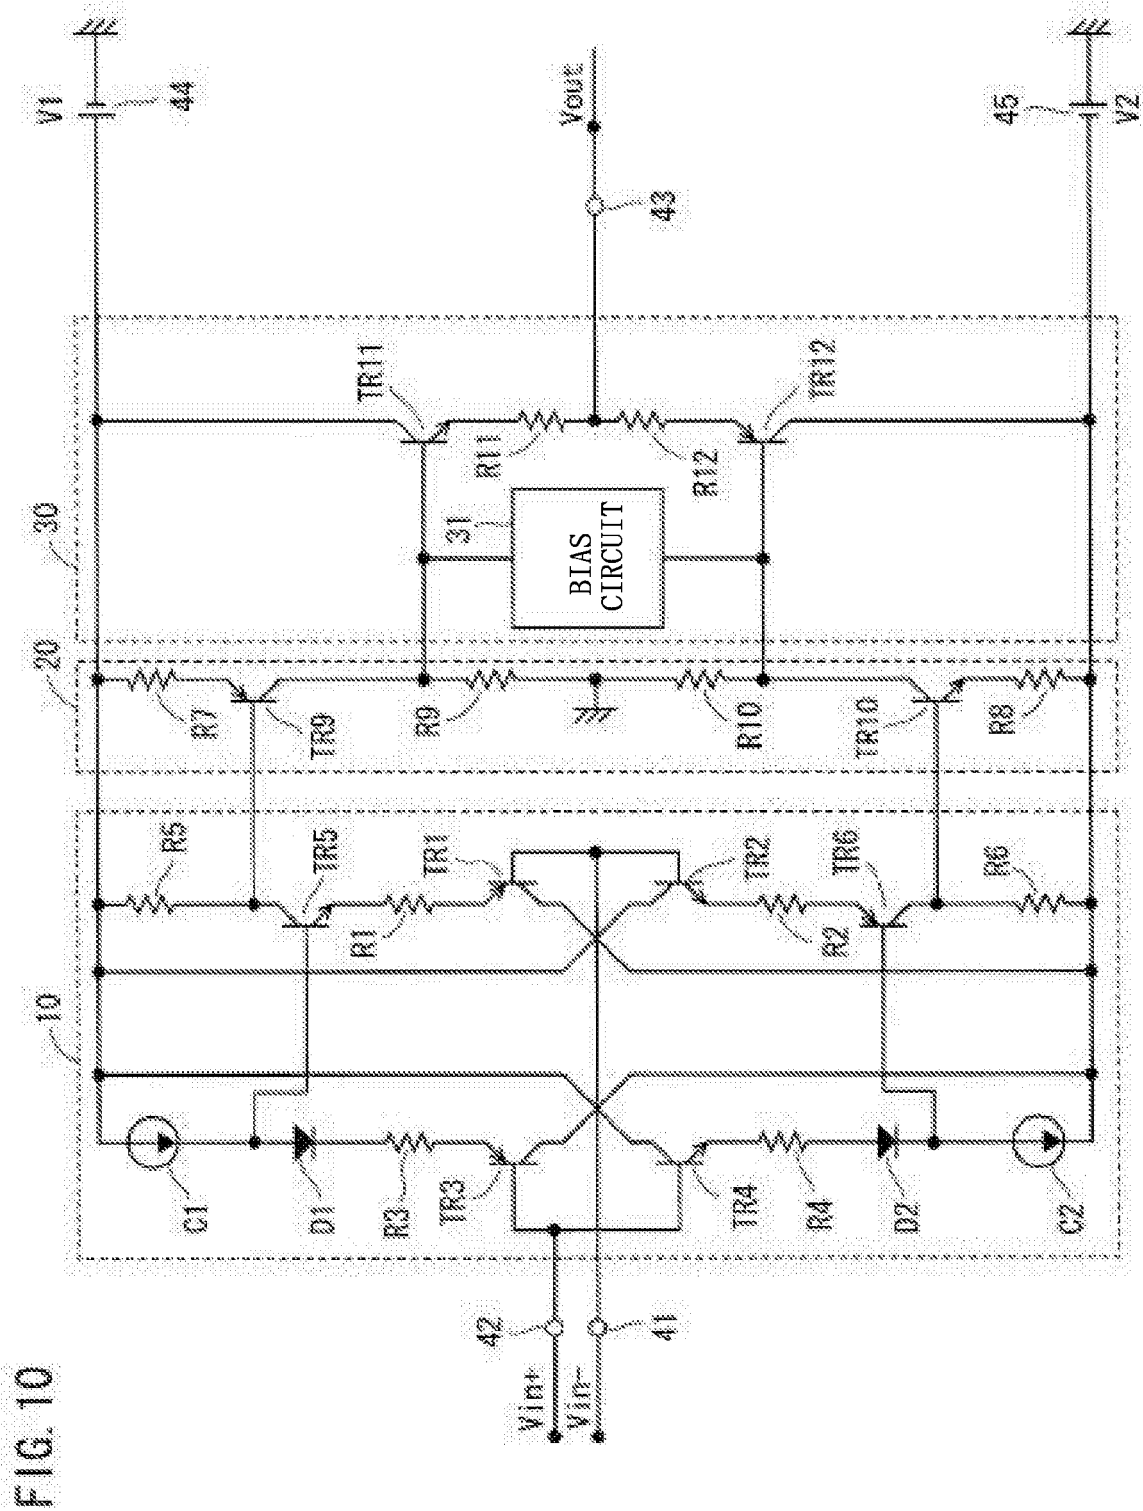 FIG. 10
V1
44
30
20
10
R7
TR9
R5
TR5
C1
D1
R3
TR3
R1
TR1
R9
31
TR11
R11
BIAS
CIRCUIT
Vout
43
Vin+
42
Vin-
41
R12
TR12
R10
TR10
R8
TR2
R2
TR6
R6
TR4
R4
D2
C2
45
V2